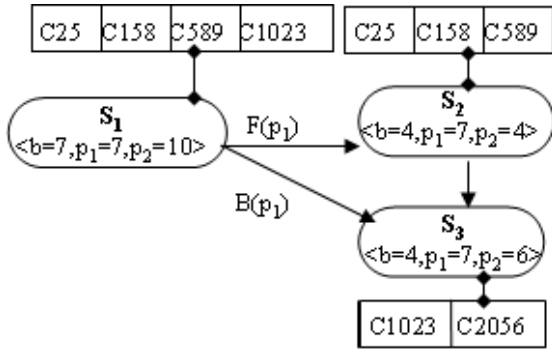 C25 C158 C589 C1023
C25 C158 C589
S1
<b=7,p1=7,p2=10>
F(p1)
S2
<b=4,p1=7,p2=4>
B(p1)
S3
<b=4,p1=7,p2=6>
C1023 C2056